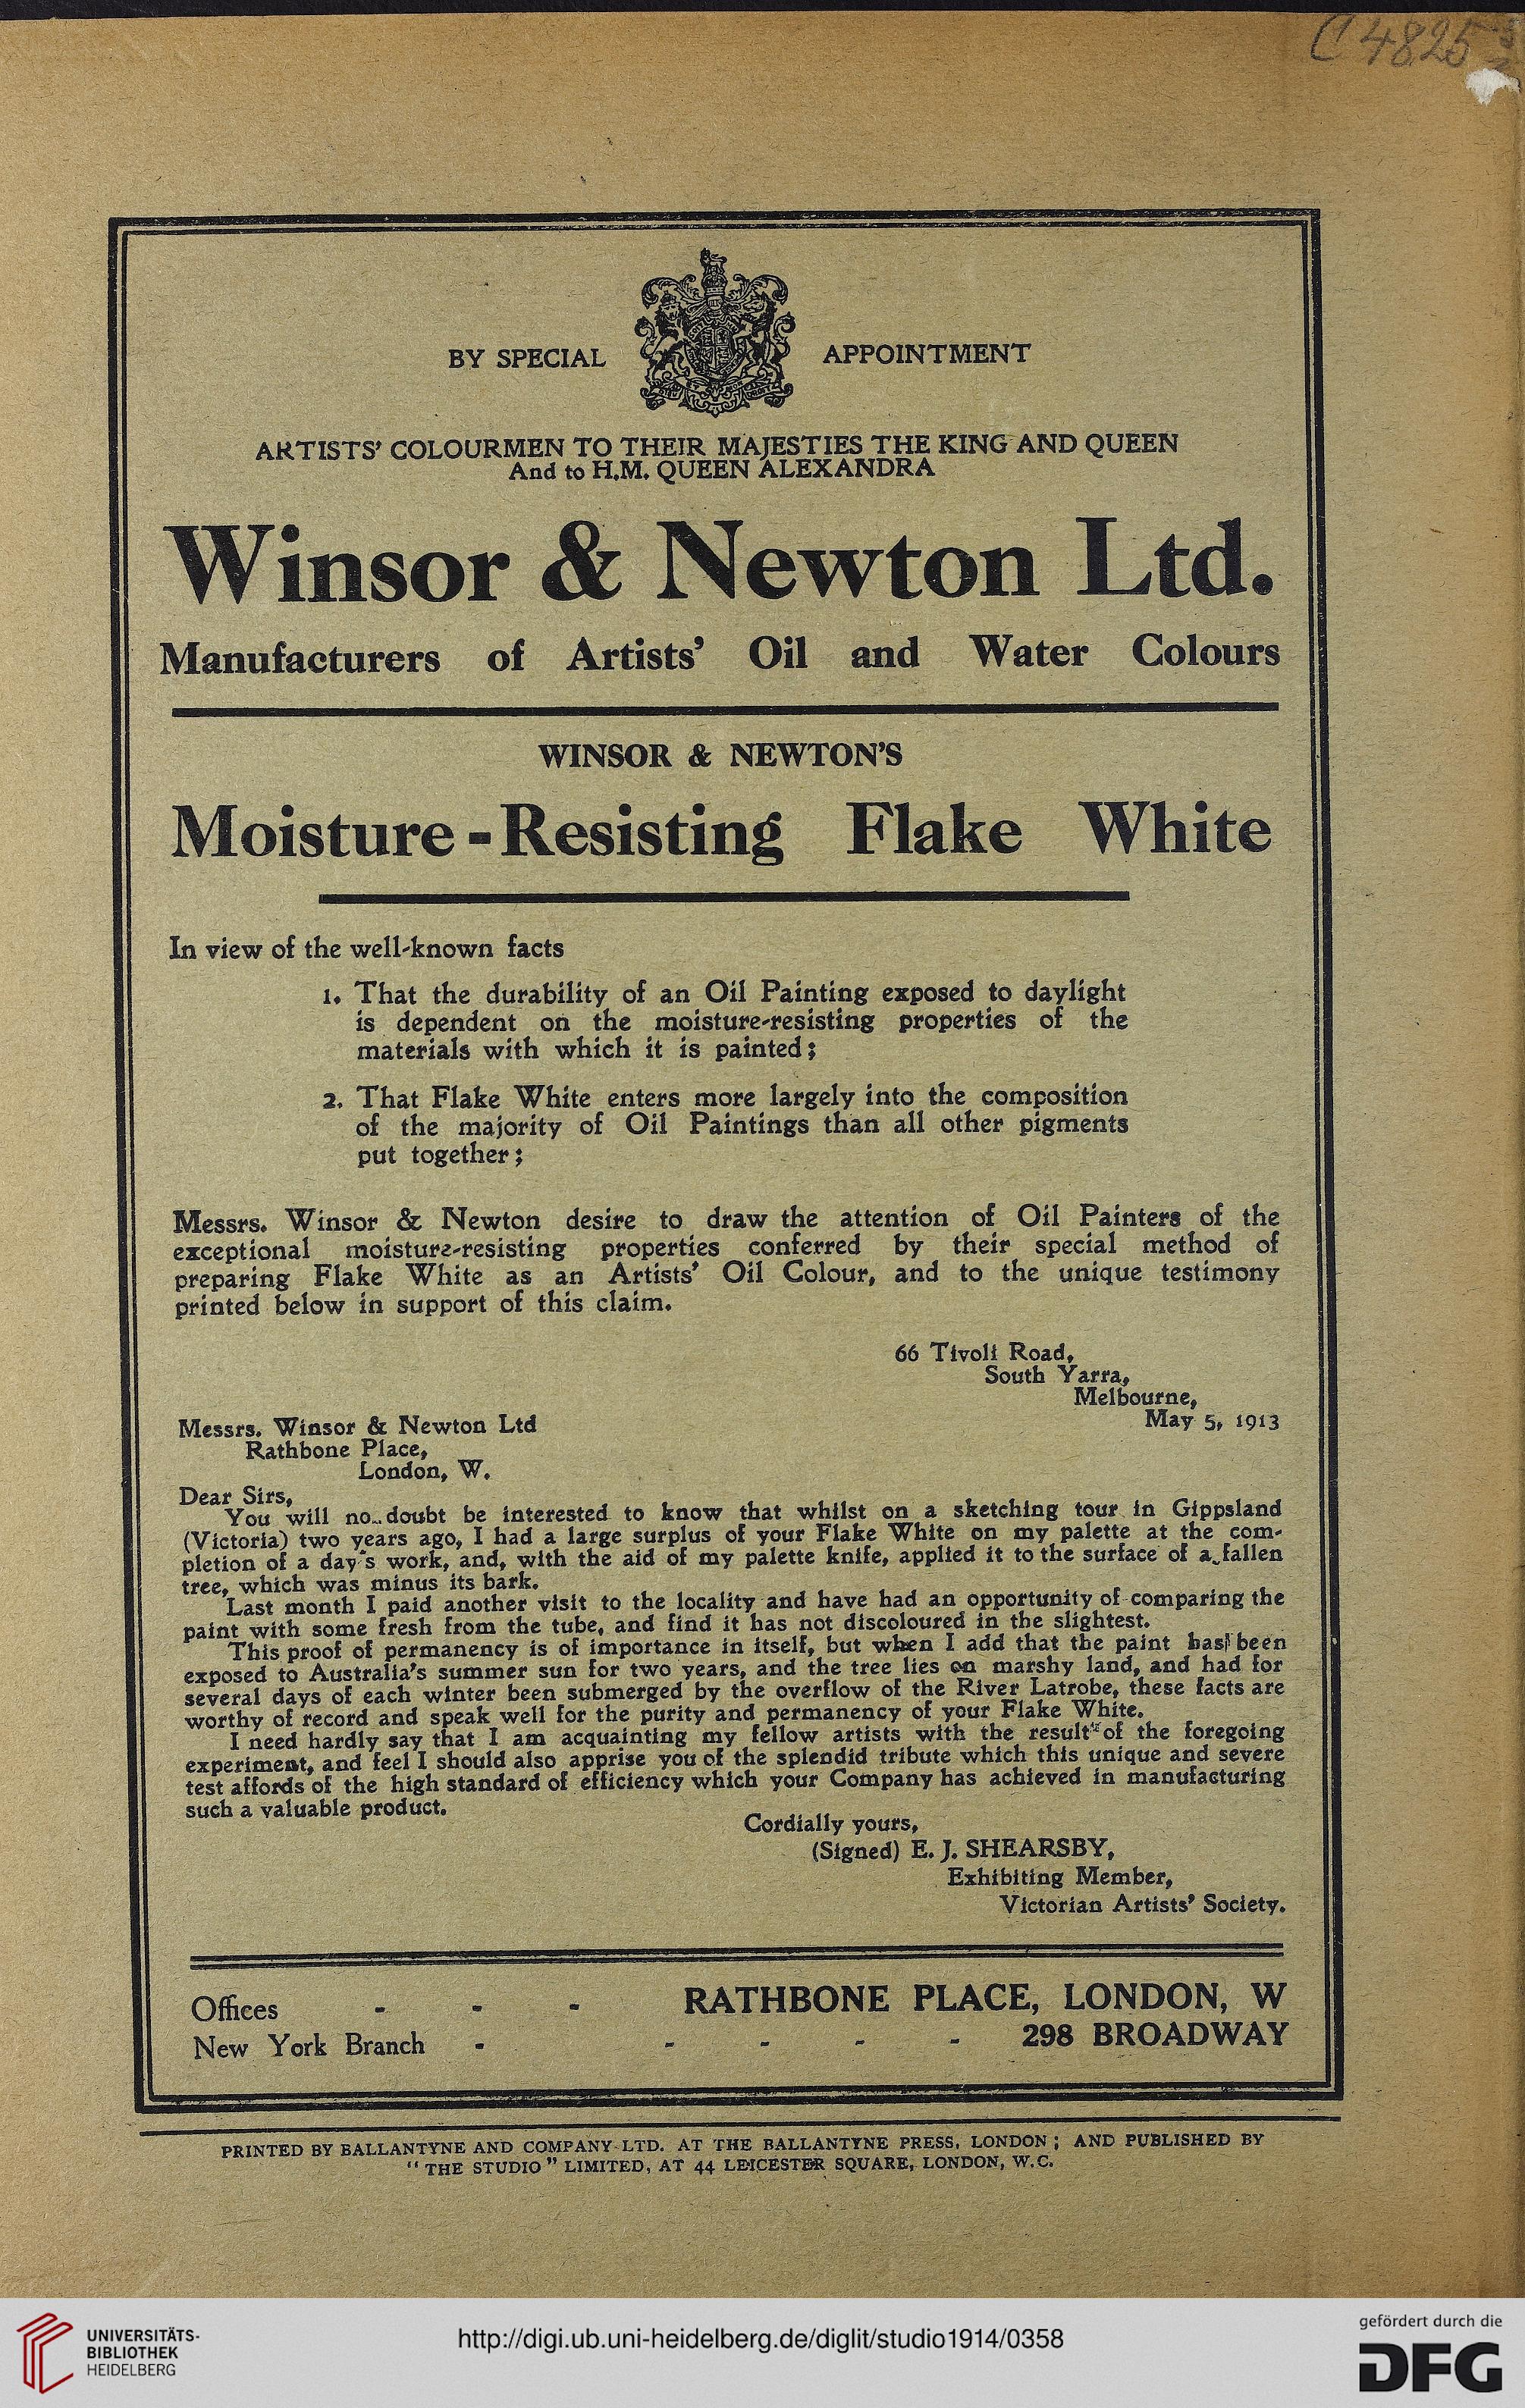 C 4825
BY SPECIAL APPOINTMENT
ARTISTS' COLOURMEN TO THEIR MAJESTIES THE KING AND QUEEN
And to H.M. QUEEN ALEXANDRA
Winsor & Newton Ltd.
Manufacturers of Artists' Oil and Water Colours
WINSOR & NEWTON'S
Moisture-Resisting Flake White
In view of the well-known facts
1. That the durability of an Oil Painting exposed to daylight
is dependent on the moisture-resisting properties of the
materials with which it is painted;
2. That Flake White enters more largely into the composition
of the majority of Oil Paintings than all other pigments
put together;
Messrs. Winsor & Newton desire to draw the attention of Oil Painters of the
exceptional moisture-resisting properties conferred by their special method of
preparing Flake White as an Artists' Oil Colour, and to the unique testimony
printed below in support of this claim.
66 Tivoli Road,
South Yarra,
Melbourne,
May 5, 1913
Messrs. Winsor & Newton Ltd
Rathbone Place,
London, W.
Dear Sirs,
You will no doubt be interested to know that whilst on a sketching tour in Gippsland
(Victoria) two years ago, I had a large surplus of your Flake White on my palette at the com-
pletion of a day's work, and, with the aid of my palette knife, applied it to the surface of a fallen
tree, which was minus its bark.
Last month I paid another visit to the locality and have had an opportunity of comparing the
paint with some fresh from the tube, and find it has not discoloured in the slightest.
This proof of permanency is of importance in itself, but when I add that the paint has been
exposed to Australia's summer sun for two years, and the tree lies on marshy land, and had for
several days of each winter been submerged by the overflow of the River Latrobe, these facts are
worthy of record and speak well for the purity and permanency of your Flake White.
I need hardly say that I am acquainting my fellow artists with the result of the foregoing
experiment, and feel I should also apprise you of the splendid tribute which this unique and severe
test affords of the high standard of efficiency which your Company has achieved in manufacturing
such a valuable product.
Cordially yours,
(Signed) E. J. SHEARSBY,
Exhibiting Member,
Victorian Artists' Society.
Offices - - - RATHBONE PLACE, LONDON, W
New York Branch - - - - - 298 BROADWAY
PRINTED BY BALLANTYNE AND COMPANY LTD. AT THE BALLANTYNE PRESS, LONDON; AND PUBLISHED BY
"THE STUDIO" LIMITED, AT 44 LEICESTER SQUARE, LONDON, W.C.
UNIVERSITÄTS-
BIBLIOTHEK
HEIDELBERG
http://digi.ub.uni-heidelberg.de/diglit/studio1914/0358
gefördert durch die
DFG